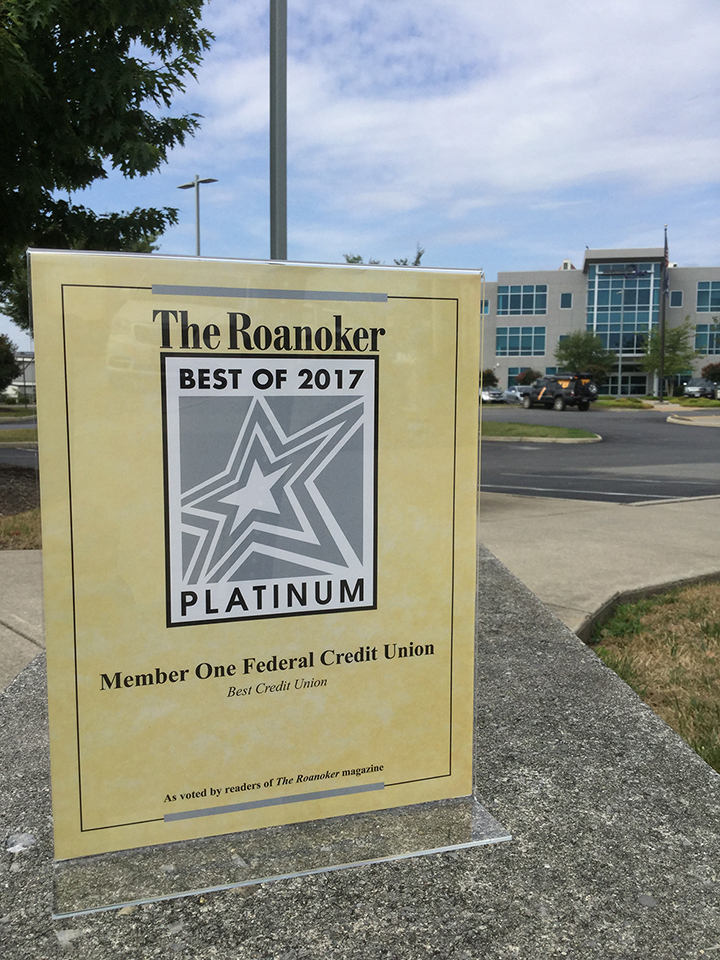 The Roanoker
BEST OF 2017
PLATINUM
Member One Federal Credit Union
Best Credit Union
As voted by readers of The Roanoker magazine